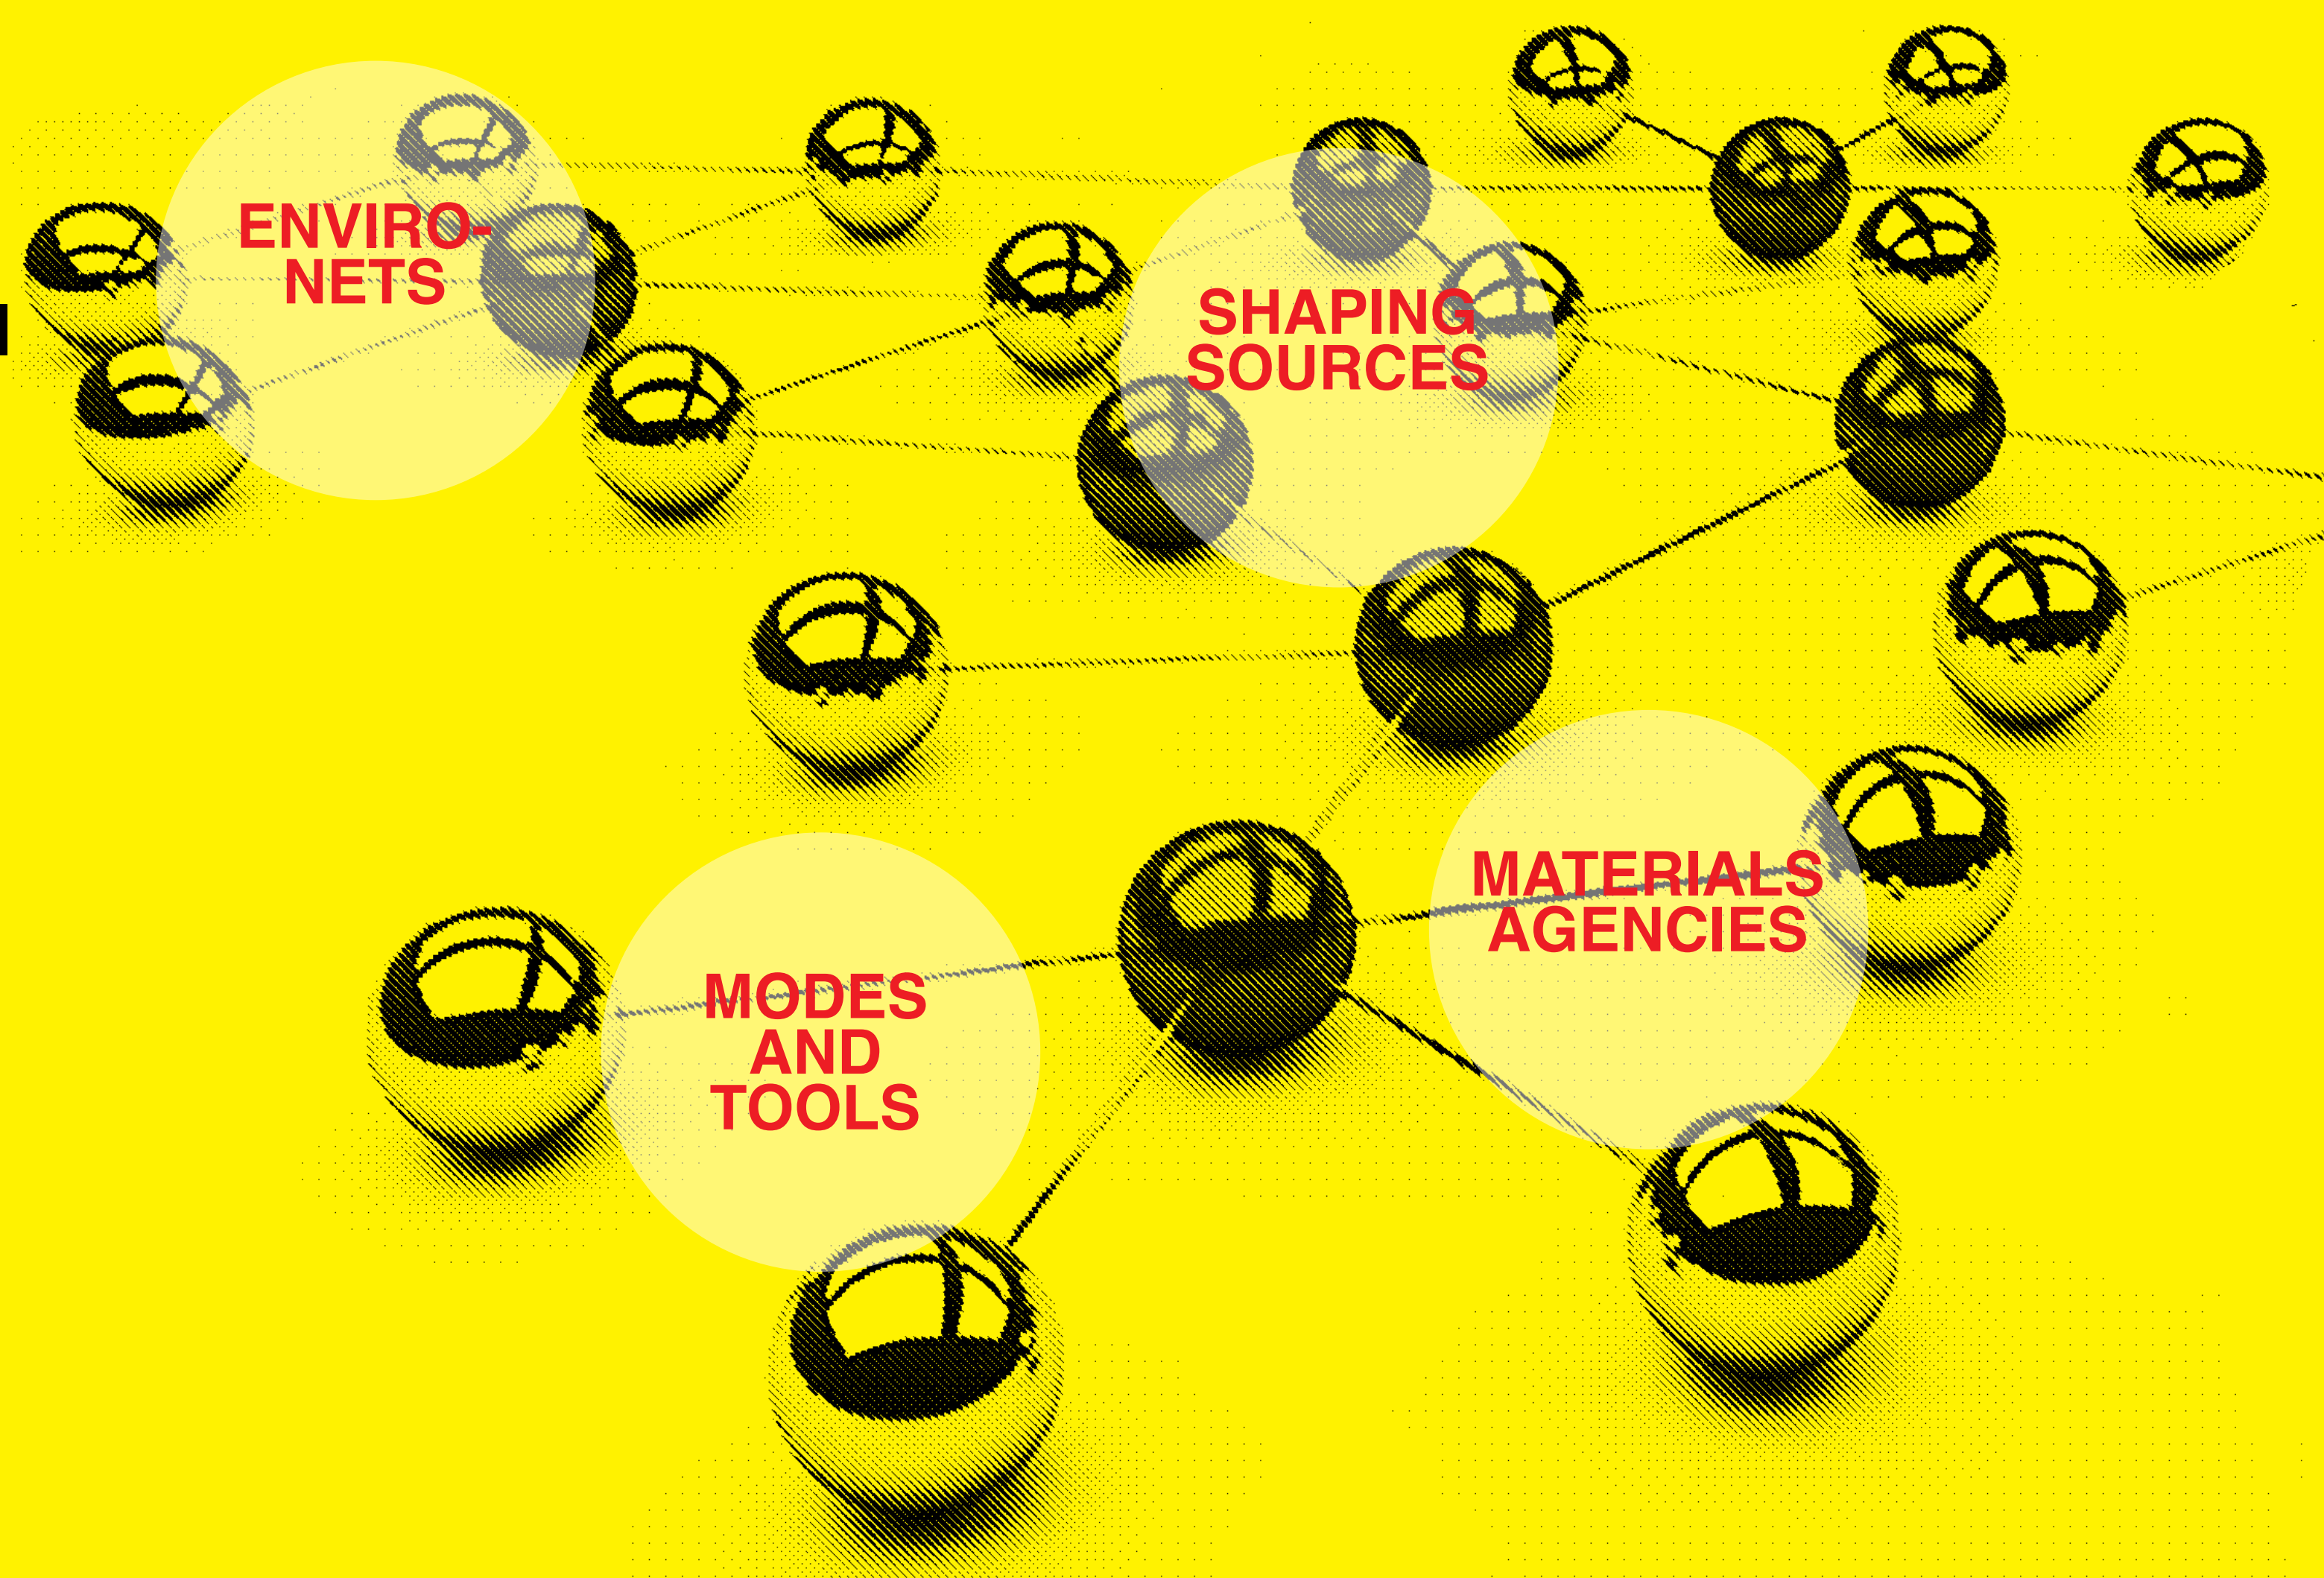 ENVIRO-
NETS
SHAPING
SOURCES
MATERIALS
AGENCIES
MODES
AND
TOOLS